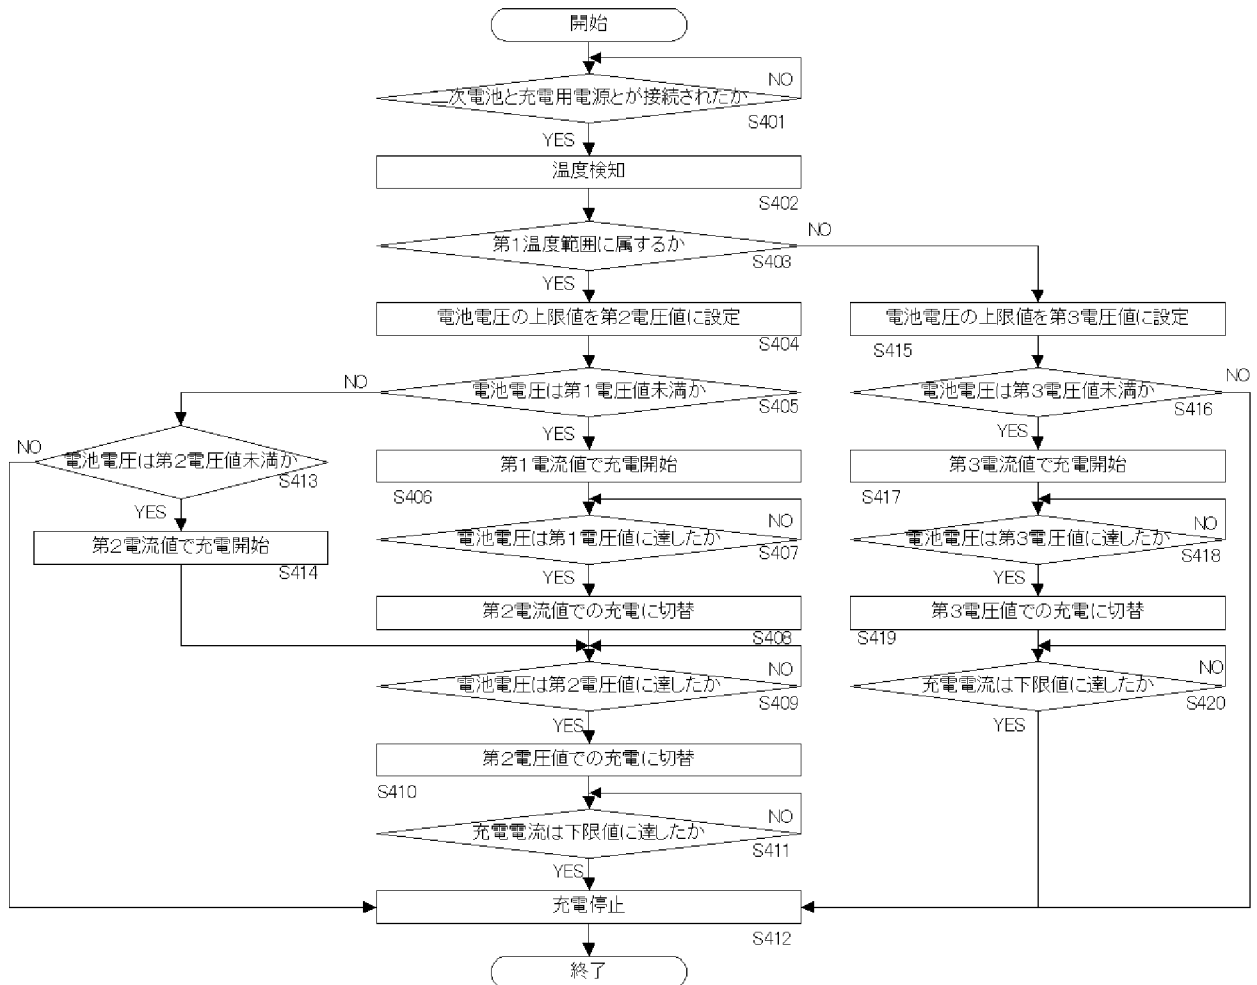 開始
NO
二次電池と充電用電源とが接続されたか
S401
YES
温度検知
S402
第1温度範囲に属するか
NO
S403
YES
電池電圧の上限値を第2電圧値に設定
S404
電池電圧の上限値を第3電圧値に設定
S415
NO
電池電圧は第1電圧値未満か
S405
YES
電池電圧は第3電圧値未満か
NO
S416
YES
NO
電池電圧は第2電圧値未満か
S413
YES
第1電流値で充電開始
S406
第3電流値で充電開始
S417
第2電流値で充電開始
S414
NO
電池電圧は第1電圧値に達したか
S407
YES
NO
電池電圧は第3電圧値に達したか
S418
YES
第2電流値での充電に切替
S408
第3電圧値での充電に切替
S419
NO
電池電圧は第2電圧値に達したか
S409
YES
NO
充電電流は下限値に達したか
S420
YES
第2電圧値での充電に切替
S410
NO
充電電流は下限値に達したか
S411
YES
充電停止
S412
終了